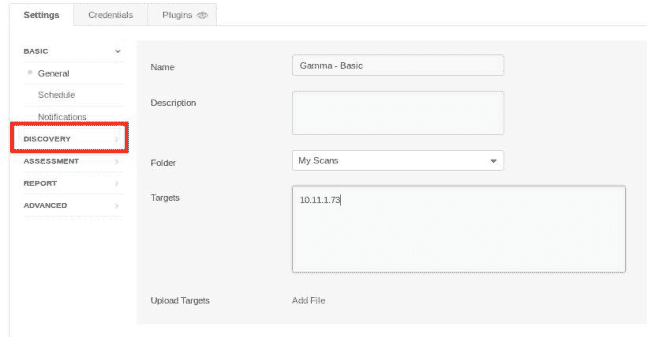 Settings Credentials Plugins
BASIC
General
Schedule
Notifications
DISCOVERY
ASSESSMENT
REPORT
ADVANCED
Name Gamma - Basic
Description
Folder My Scans
Targets 10.11.1.73
Upload Targets Add File